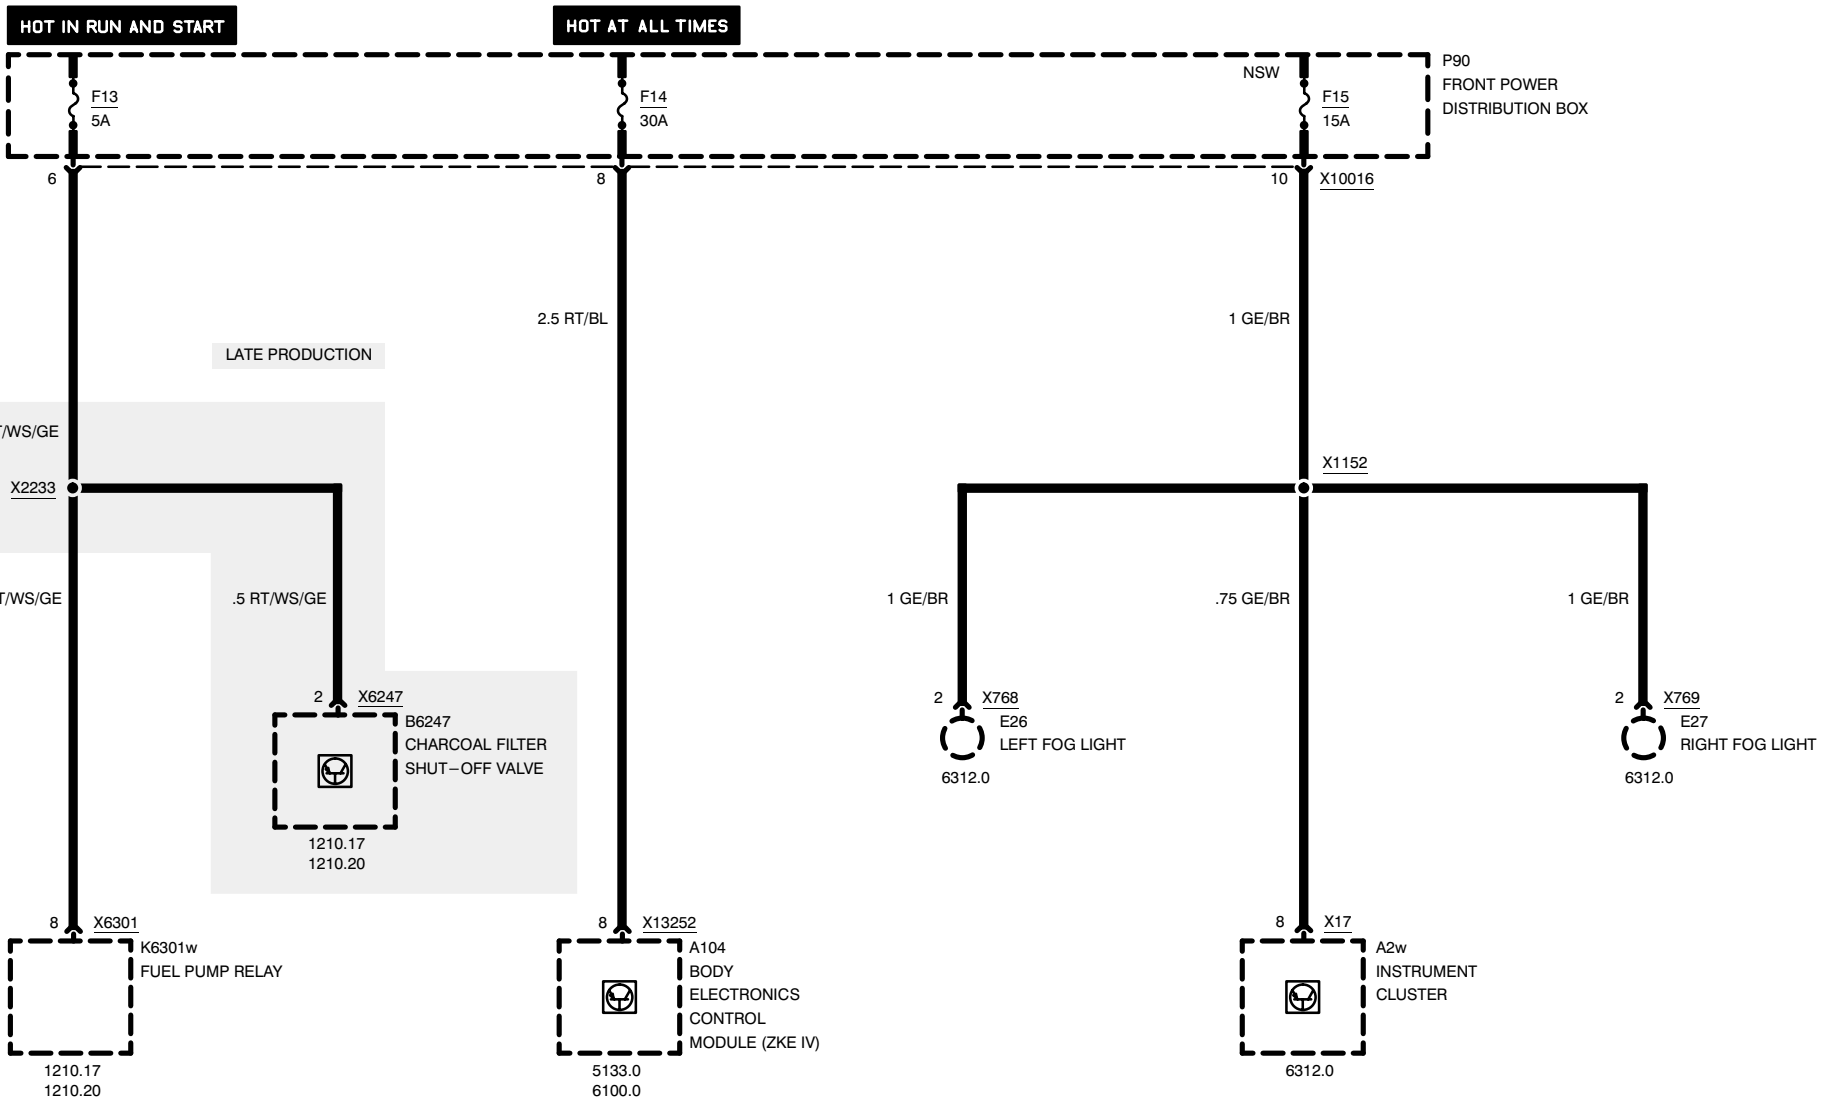 HOT IN RUN AND START
HOT AT ALL TIMES
F13
5A
F14
30A
NSW
F15
15A
P90
FRONT POWER
DISTRIBUTION BOX
6
8
10
X10016
2.5 RT/BL
1 GE/BR
LATE PRODUCTION
/WS/GE
X2233
X1152
T/WS/GE
.5 RT/WS/GE
1 GE/BR
.75 GE/BR
1 GE/BR
2
X6247
B6247
CHARCOAL FILTER
SHUT–OFF VALVE
1210.17
1210.20
2
X768
E26
LEFT FOG LIGHT
6312.0
2
X769
E27
RIGHT FOG LIGHT
6312.0
8
X6301
K6301w
FUEL PUMP RELAY
1210.17
1210.20
8
X13252
A104
BODY
ELECTRONICS
CONTROL
MODULE (ZKE IV)
5133.0
6100.0
8
X17
A2w
INSTRUMENT
CLUSTER
6312.0